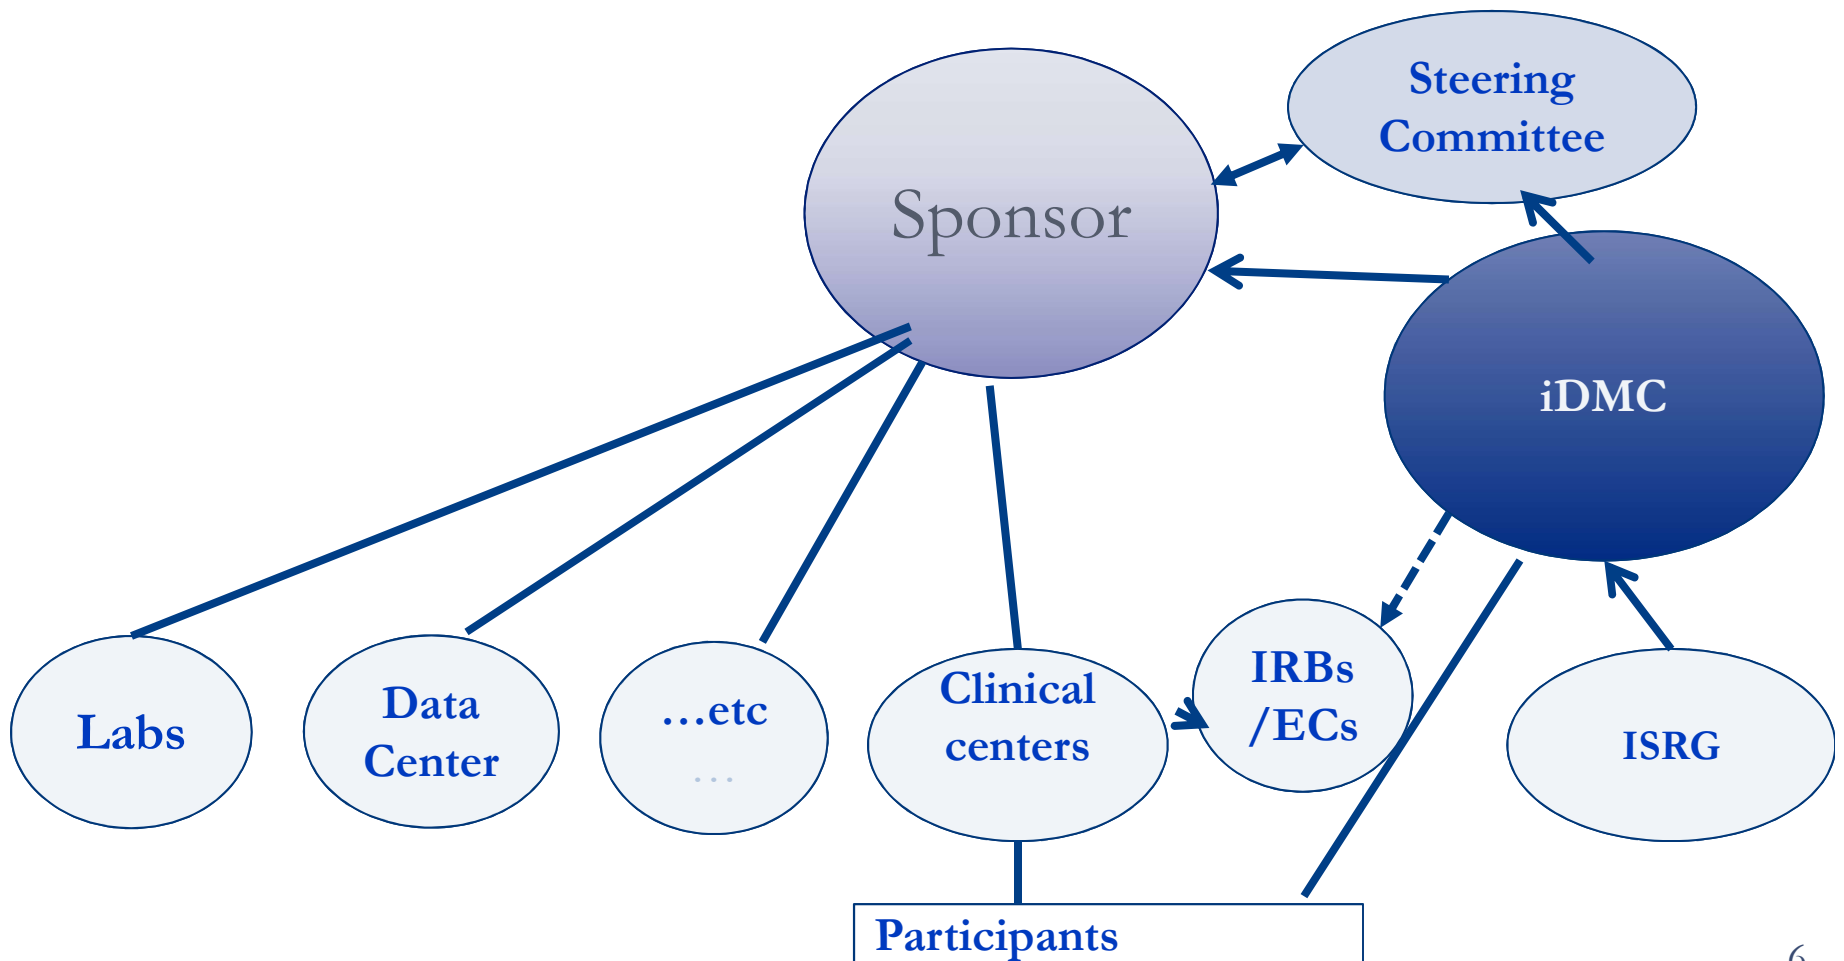 Steering
Committee
Sponsor
iDMC
Labs
Data
Center
...etc
...
Clinical
centers
IRBs
/ECs
ISRG
Participants
6